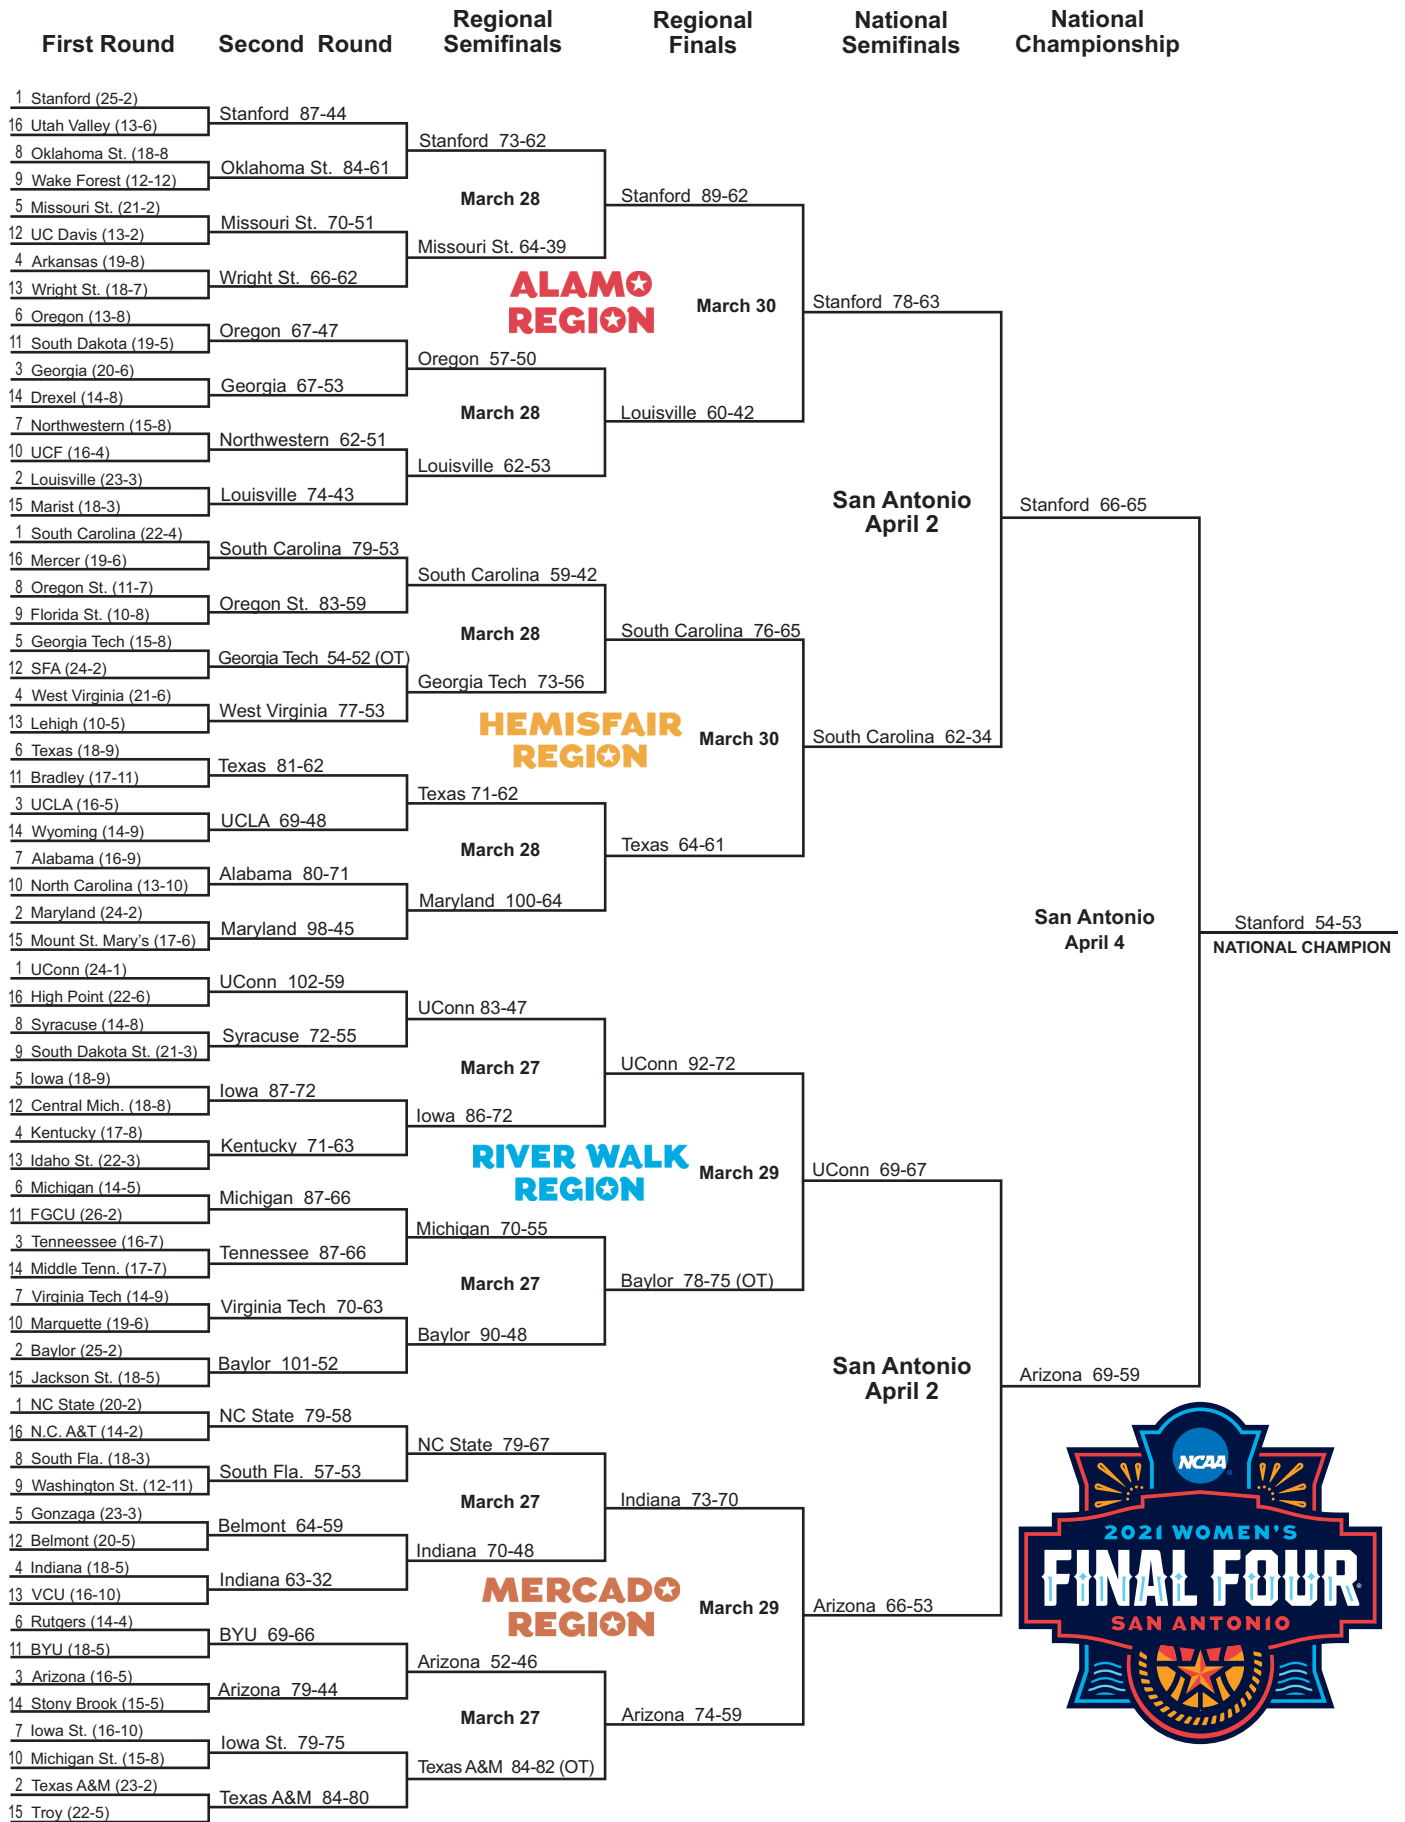 First Round
Second Round
Regional
Semifinals
Regional
Finals
National
Semifinals
National
Championship
1 Stanford (25-2)
16 Utah Valley (13-6)
8 Oklahoma St. (18-8
9 Wake Forest (12-12)
5 Missouri St. (21-2)
12 UC Davis (13-2)
4 Arkansas (19-8)
13 Wright St. (18-7)
6 Oregon (13-8)
11 South Dakota (19-5)
3 Georgia (20-6)
14 Drexel (14-8)
7 Northwestern (15-8)
10 UCF (16-4)
2 Louisville (23-3)
15 Marist (18-3)
1 South Carolina (22-4)
16 Mercer (19-6)
8 Oregon St. (11-7)
9 Florida St. (10-8)
5 Georgia Tech (15-8)
12 SFA (24-2)
4 West Virginia (21-6)
13 Lehigh (10-5)
6 Texas (18-9)
11 Bradley (17-11)
3 UCLA (16-5)
14 Wyoming (14-9)
7 Alabama (16-9)
10 North Carolina (13-10)
2 Maryland (24-2)
15 Mount St. Mary's (17-6)
1 UConn (24-1)
16 High Point (22-6)
8 Syracuse (14-8)
9 South Dakota St. (21-3)
5 Iowa (18-9)
12 Central Mich. (18-8)
4 Kentucky (17-8)
13 Idaho St. (22-3)
6 Michigan (14-5)
11 FGCU (26-2)
3 Tenneessee (16-7)
14 Middle Tenn. (17-7)
7 Virginia Tech (14-9)
10 Marquette (19-6)
2 Baylor (25-2)
15 Jackson St. (18-5)
1 NC State (20-2)
16 N.C. A&T (14-2)
8 South Fla. (18-3)
9 Washington St. (12-11)
5 Gonzaga (23-3)
12 Belmont (20-5)
4 Indiana (18-5)
13 VCU (16-10)
6 Rutgers (14-4)
11 BYU (18-5)
3 Arizona (16-5)
14 Stony Brook (15-5)
7 Iowa St. (16-10)
10 Michigan St. (15-8)
2 Texas A&M (23-2)
15 Troy (22-5)
Stanford 87-44
Oklahoma St. 84-61
Missouri St. 70-51
Wright St. 66-62
Oregon 67-47
Georgia 67-53
Northwestern 62-51
Louisville 74-43
South Carolina 79-53
Oregon St. 83-59
Georgia Tech 54-52 (OT)
West Virginia 77-53
Texas 81-62
UCLA 69-48
Alabama 80-71
Maryland 98-45
UConn 102-59
Syracuse 72-55
Iowa 87-72
Kentucky 71-63
Michigan 87-66
Tennessee 87-66
Virginia Tech 70-63
Baylor 101-52
NC State 79-58
South Fla. 57-53
Belmont 64-59
Indiana 63-32
BYU 69-66
Arizona 79-44
Iowa St. 79-75
Texas A&M 84-80
Stanford 73-62
March 28
Missouri St. 64-39
ALAMO
REGION
Oregon 57-50
March 28
Louisville 62-53
South Carolina 59-42
March 28
Georgia Tech 73-56
HEMISFAIR
REGION
Texas 71-62
March 28
Maryland 100-64
UConn 83-47
March 27
Iowa 86-72
RIVER WALK
REGION
Michigan 70-55
March 27
Baylor 90-48
NC State 79-67
March 27
Indiana 70-48
MERCADO
REGION
Arizona 52-46
March 27
Texas A&M 84-82 (OT)
Stanford 89-62
March 30
Louisville 60-42
South Carolina 76-65
March 30
Texas 64-61
UConn 92-72
March 29
Baylor 78-75 (OT)
Indiana 73-70
March 29
Arizona 74-59
Stanford 78-63
San Antonio
April 2
South Carolina 62-34
UConn 69-67
San Antonio
April 2
Arizona 66-53
Stanford 66-65
San Antonio
April 4
Arizona 69-59
Stanford 54-53
NATIONAL CHAMPION
NCAA
2021 WOMEN'S
FINAL FOUR
SAN ANTONIO